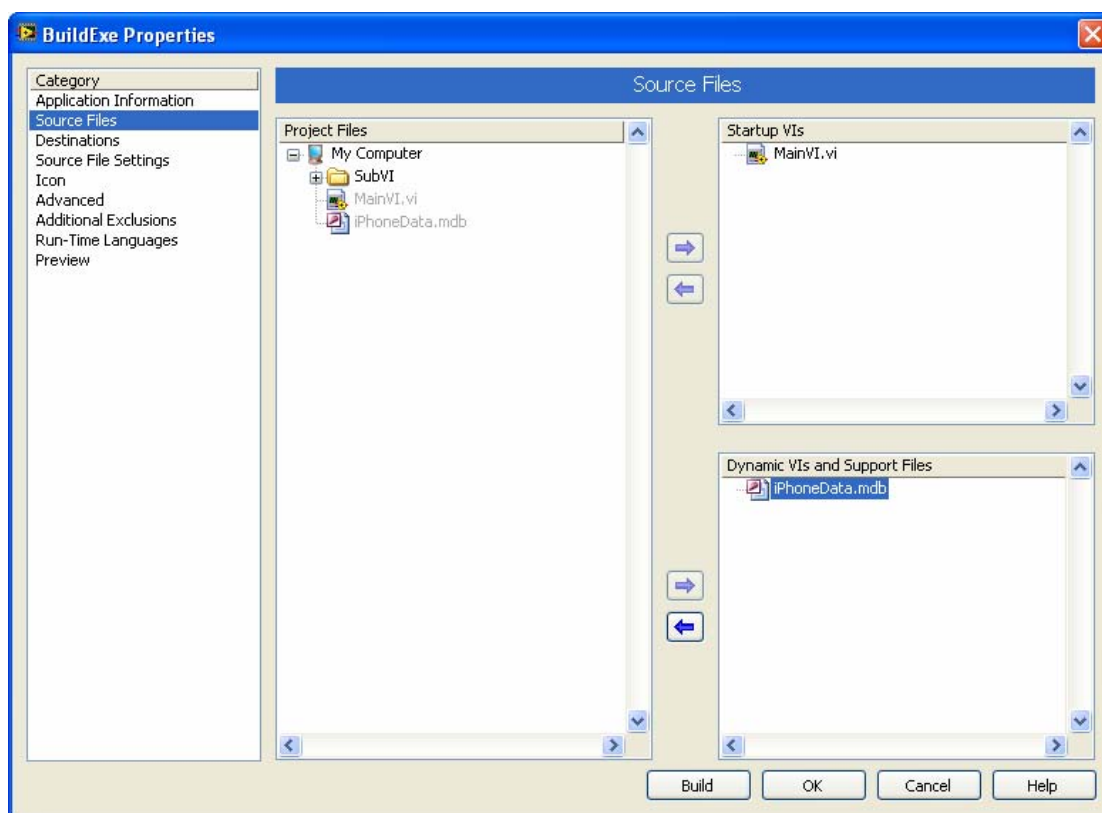 BuildExe Properties
Category
Application Information
Source Files
Destinations
Source File Settings
Icon
Advanced
Additional Exclusions
Run-Time Languages
Preview
Source Files
Project Files
My Computer
SubVI
MainVI.vi
iPhoneData.mdb
Startup VIs
MainVI.vi
Dynamic VIs and Support Files
iPhoneData.mdb
Build
OK
Cancel
Help